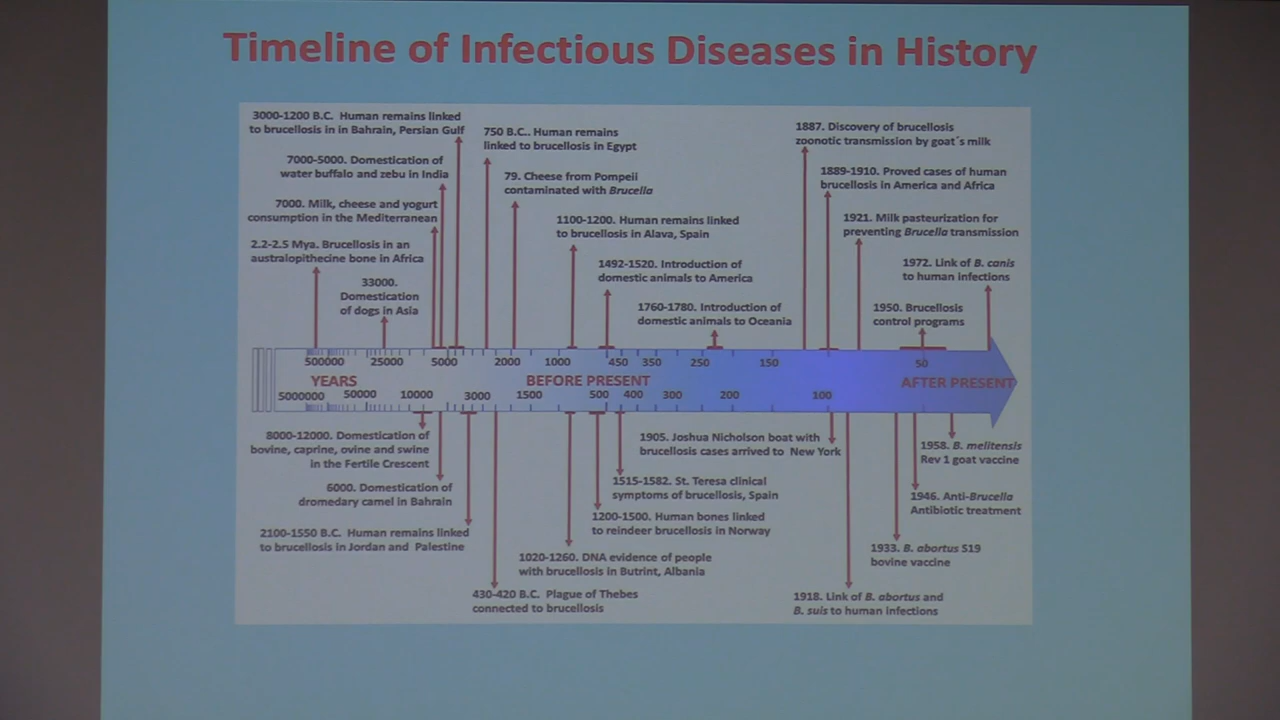 Timeline of Infectious Diseases in History
3000-1200 B.C. Human remains linked
to brucellosis in in Bahrain, Persian Gulf
7000-5000. Domestication of
water buffalo and zebu in India
7000. Milk, cheese and yogurt
consumption in the Mediterranean
2.2-2.5 Mya. Brucellosis in an
australopithecine bone in Africa
33000.
Domestication
of dogs in Asia
750 B.C.. Human remains
linked to brucellosis in Egypt
79. Cheese from Pompeii
contaminated with Brucella
1100-1200. Human remains linked
to brucellosis in Alava, Spain
1492-1520. Introduction of
domestic animals to America
1760-1780. Introduction of
domestic animals to Oceania
1887. Discovery of brucellosis
zoonotic transmission by goat´s milk
1889-1910. Proved cases of human
brucellosis in America and Africa
1921. Milk pasteurization for
preventing Brucella transmission
1972. Link of B. canis
to human infections
1950. Brucellosis
control programs
500000 25000 5000 2000 1000 450 350 250 150 50
YEARS BEFORE PRESENT AFTER PRESENT
5000000 50000 10000 3000 1500 500 400 300 200 100
8000-12000. Domestication of
bovine, caprine, ovine and swine
in the Fertile Crescent
6000. Domestication of
dromedary camel in Bahrain
2100-1550 B.C. Human remains linked
to brucellosis in Jordan and Palestine
430-420 B.C. Plague of Thebes
connected to brucellosis
1020-1260. DNA evidence of people
with brucellosis in Butrint, Albania
1200-1500. Human bones linked
to reindeer brucellosis in Norway
1515-1582. St. Teresa clinical
symptoms of brucellosis, Spain
1905. Joshua Nicholson boat with
brucellosis cases arrived to New York
1918. Link of B. abortus and
B. suis to human infections
1933. B. abortus S19
bovine vaccine
1946. Anti-Brucella
Antibiotic treatment
1958. B. melitensis
Rev 1 goat vaccine